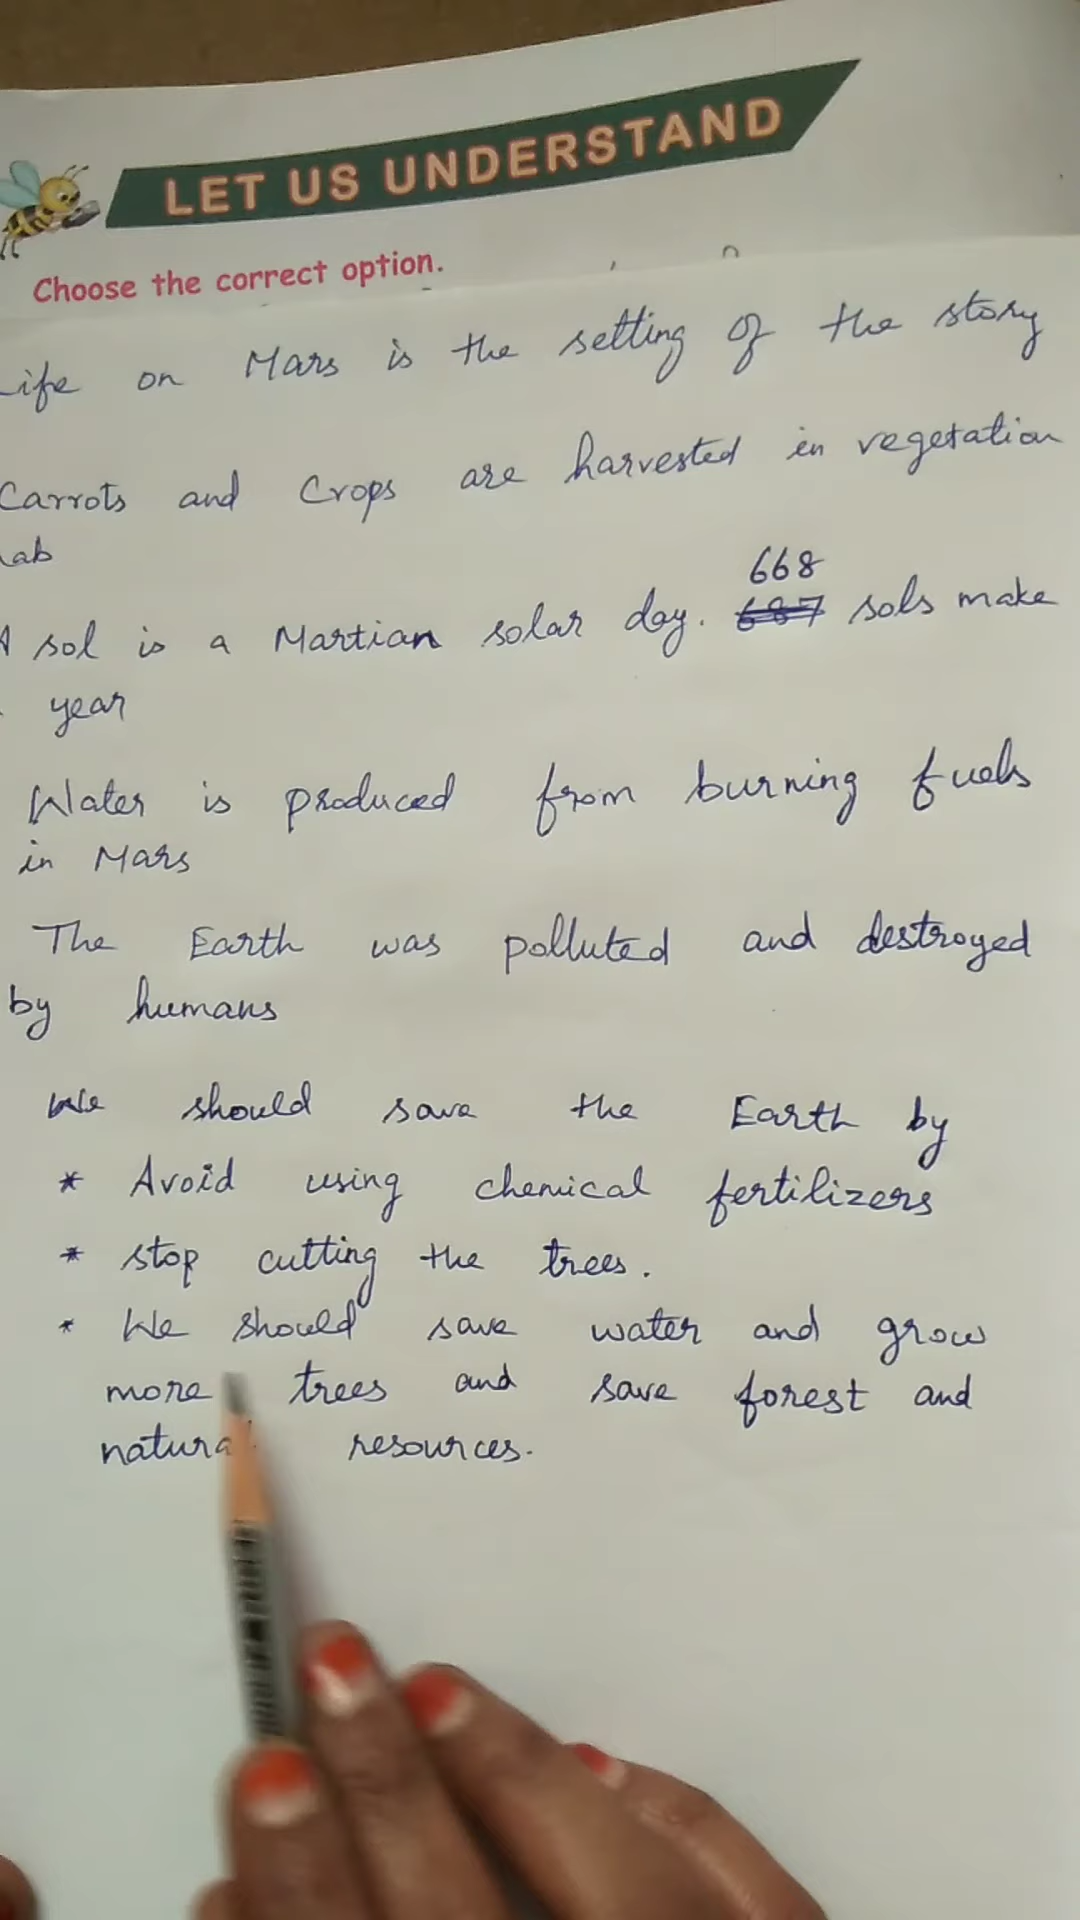 LET US UNDERSTAND
Choose the correct option.
Life on Mars is the setting of the story
Carrots and Crops are harvested in vegetation
Lab
668
A sol is a Martian solar day. 687 sols make
year
Water is produced from burning fuels
in Mars
The Earth was polluted and destroyed
by humans
We should save the Earth by
* Avoid using chemical fertilizers
* stop cutting the trees.
* We should save water and grow
more trees and save forest and
natural resources.